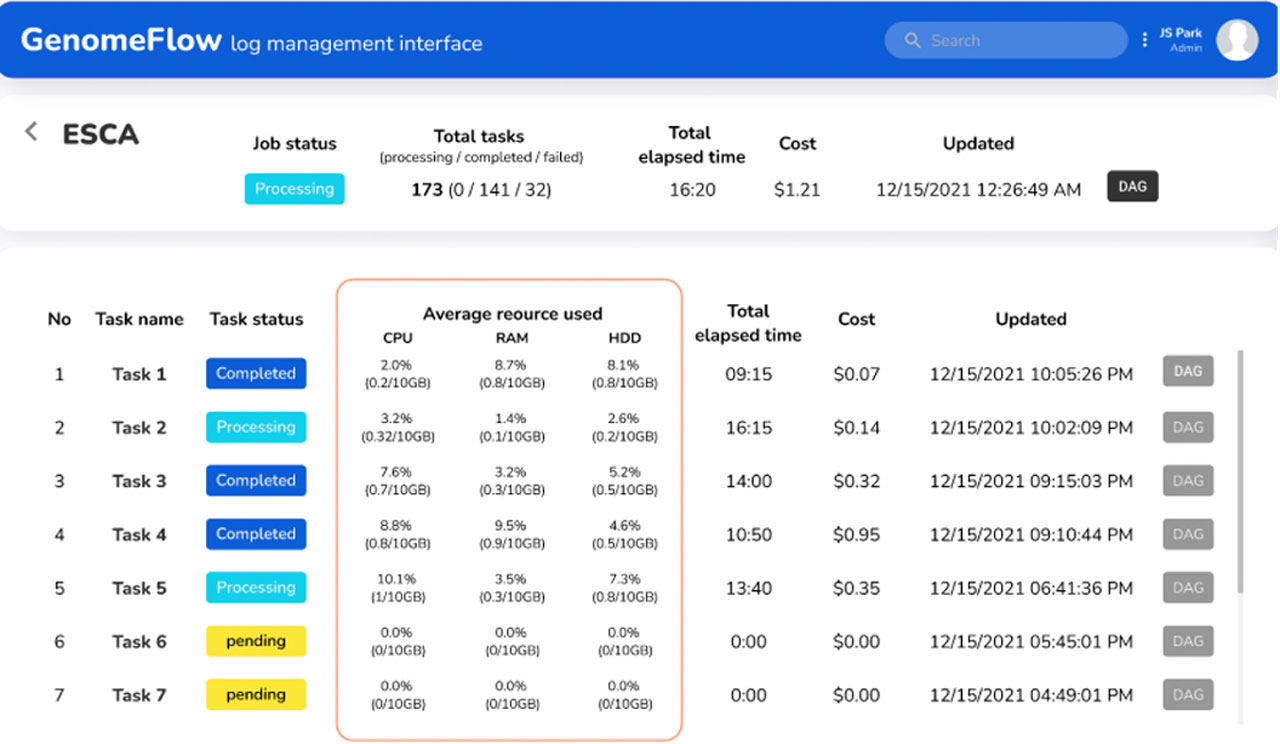 GenomeFlow log management interface
Search
JS Park
Admin
ESCA
Job status
Total tasks
(processing / completed / failed)
Total
elapsed time
Cost
Updated
Processing
173 (0 / 141 / 32)
16:20
$1.21
12/15/2021 12:26:49 AM
DAG
No Task name Task status
Average reource used
CPU RAM HDD
Total
elapsed time
Cost
Updated
1 Task 1 Completed
2.0% 8.7% 8.1%
(0.2/10GB) (0.8/10GB) (0.8/10GB)
09:15 $0.07 12/15/2021 10:05:26 PM DAG
2 Task 2 Processing
3.2% 1.4% 2.6%
(0.32/10GB) (0.1/10GB) (0.2/10GB)
16:15 $0.14 12/15/2021 10:02:09 PM DAG
3 Task 3 Completed
7.6% 3.2% 5.2%
(0.7/10GB) (0.3/10GB) (0.5/10GB)
14:00 $0.32 12/15/2021 09:15:03 PM DAG
4 Task 4 Completed
8.8% 9.5% 4.6%
(0.8/10GB) (0.9/10GB) (0.5/10GB)
10:50 $0.95 12/15/2021 09:10:44 PM DAG
5 Task 5 Processing
10.1% 3.5% 7.3%
(1/10GB) (0.3/10GB) (0.8/10GB)
13:40 $0.35 12/15/2021 06:41:36 PM DAG
6 Task 6 pending
0.0% 0.0% 0.0%
(0/10GB) (0/10GB) (0/10GB)
0:00 $0.00 12/15/2021 05:45:01 PM DAG
7 Task 7 pending
0.0% 0.0% 0.0%
(0/10GB) (0/10GB) (0/10GB)
0:00 $0.00 12/15/2021 04:49:01 PM DAG